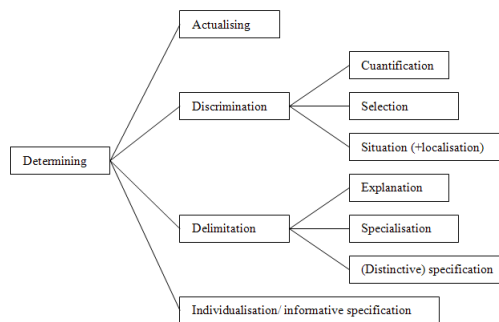 Actualising
Cuantification
Discrimination
Selection
Situation (+localisation)
Determining
Explanation
Delimitation
Specialisation
(Distinctive) specification
Individualisation/ informative specification